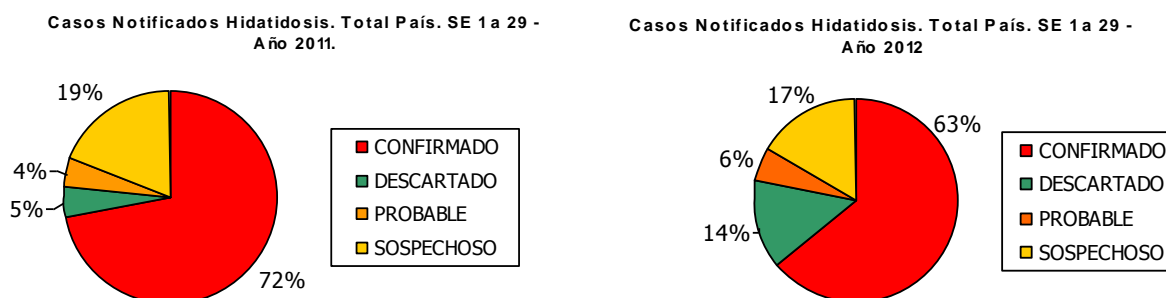 Casos Notificados Hidatidosis. Total País. SE 1 a 29 -
Año 2011.
19%
4%
5%
72%
CONFIRMADO
DESCARTADO
PROBABLE
SOSPECHOSO
Casos Notificados Hidatidosis. Total País. SE 1 a 29 -
Año 2012
17%
63%
6%
14%
CONFIRMADO
DESCARTADO
PROBABLE
SOSPECHOSO